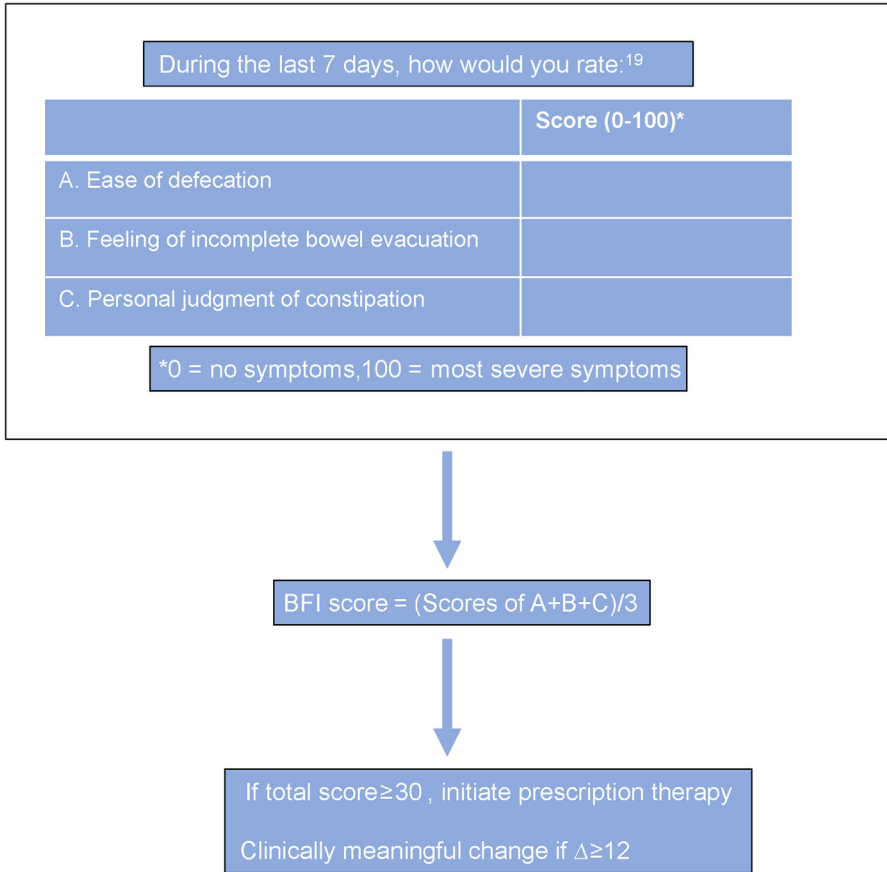 During the last 7 days, how would you rate:¹⁹
Score (0-100)*
A. Ease of defecation
B. Feeling of incomplete bowel evacuation
C. Personal judgment of constipation
*0 = no symptoms,100 = most severe symptoms
BFI score = (Scores of A+B+C)/3
If total score≥30 , initiate prescription therapy
Clinically meaningful change if Δ≥12